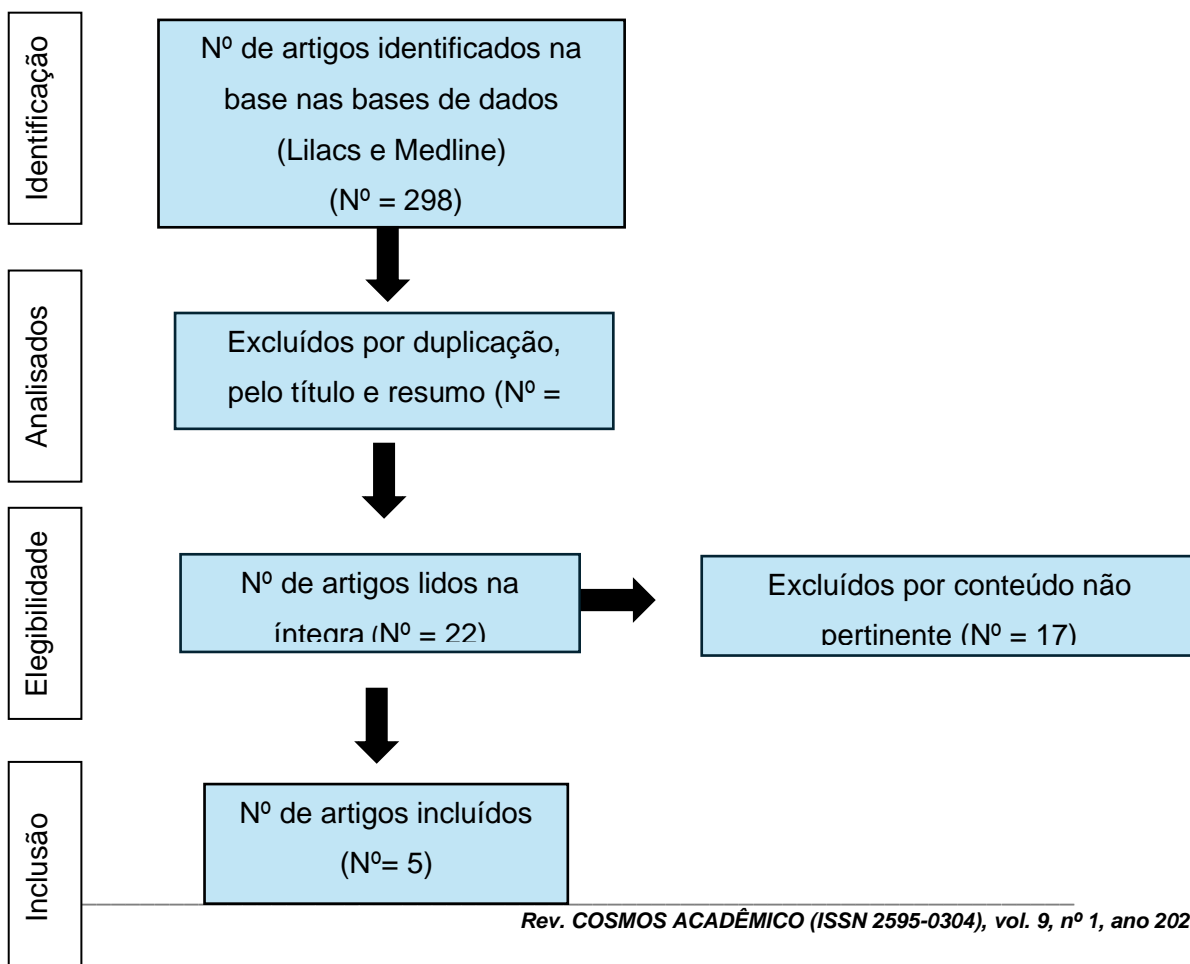 Identificação
Nº de artigos identificados na
base nas bases de dados
(Lilacs e Medline)
(Nº = 298)
Analisados
Excluídos por duplicação,
pelo título e resumo (Nº =
Elegibilidade
Nº de artigos lidos na
íntegra (Nº = 22)
Excluídos por conteúdo não
pertinente (Nº = 17)
Inclusão
Nº de artigos incluídos
(Nº= 5)
Rev. COSMOS ACADÊMICO (ISSN 2595-0304), vol. 9, nº 1, ano 202